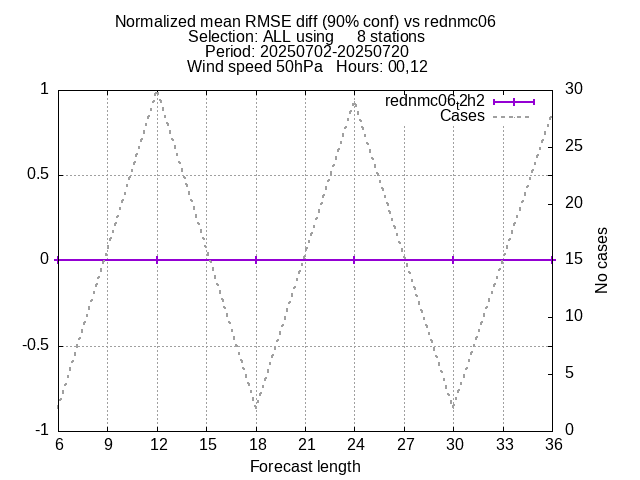 Normalized mean RMSE diff (90% conf) vs rednmc06
Selection: ALL using     8 stations
Period: 20250702-20250720
Wind speed 50hPa   Hours: 00,12
rednmc06,t2h2
Cases
1
0.5
0
-0.5
-1
30
25
20
15
10
5
0
No cases
6 9 12 15 18 21 24 27 30 33 36
Forecast length